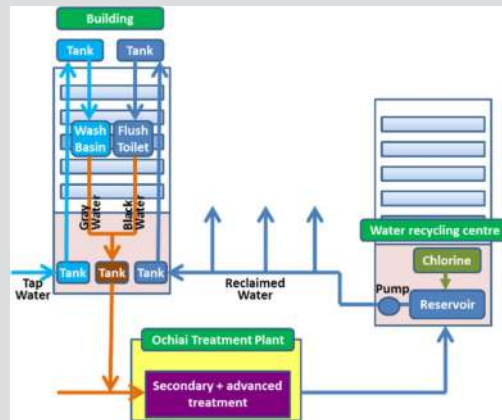 Building
Tank
Tank
Wash
Basin
Flush
Toilet
Gray
Water
Black
Water
Water recycling centre
Chlorine
Tank
Tank
Tank
Tap
Water
Reclaimed
Water
Pump
Reservoir
Ochiai Treatment Plant
Secondary + advanced
treatment